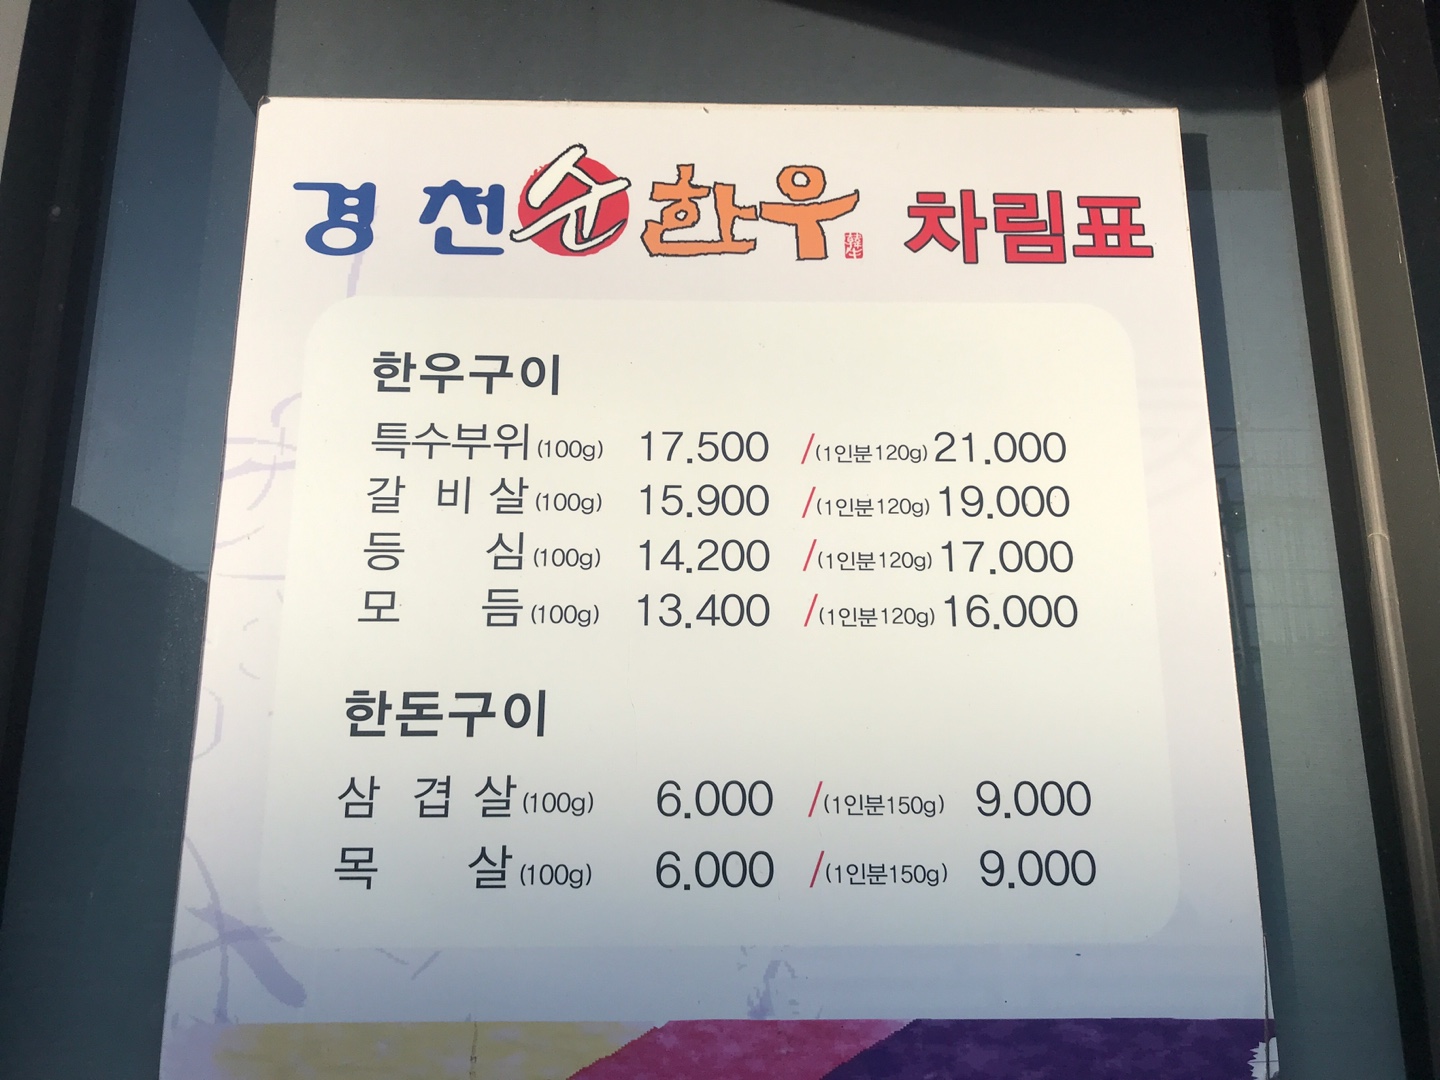 경천순한우 韓牛 차림표
한우구이
특수부위(100g) 17.500 /(1인분120g) 21.000
갈비살(100g) 15.900 /(1인분120g) 19.000
등심(100g) 14.200 /(1인분120g) 17.000
모듬(100g) 13.400 /(1인분120g) 16.000
한돈구이
삼겹살(100g) 6.000 /(1인분150g) 9.000
목살(100g) 6.000 /(1인분150g) 9.000